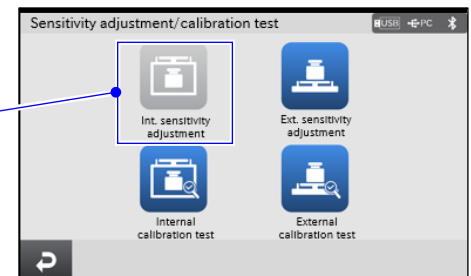 Sensitivity adjustment/calibration test
USB PC
Int. sensitivity
adjustment
Ext. sensitivity
adjustment
Internal
calibration test
External
calibration test